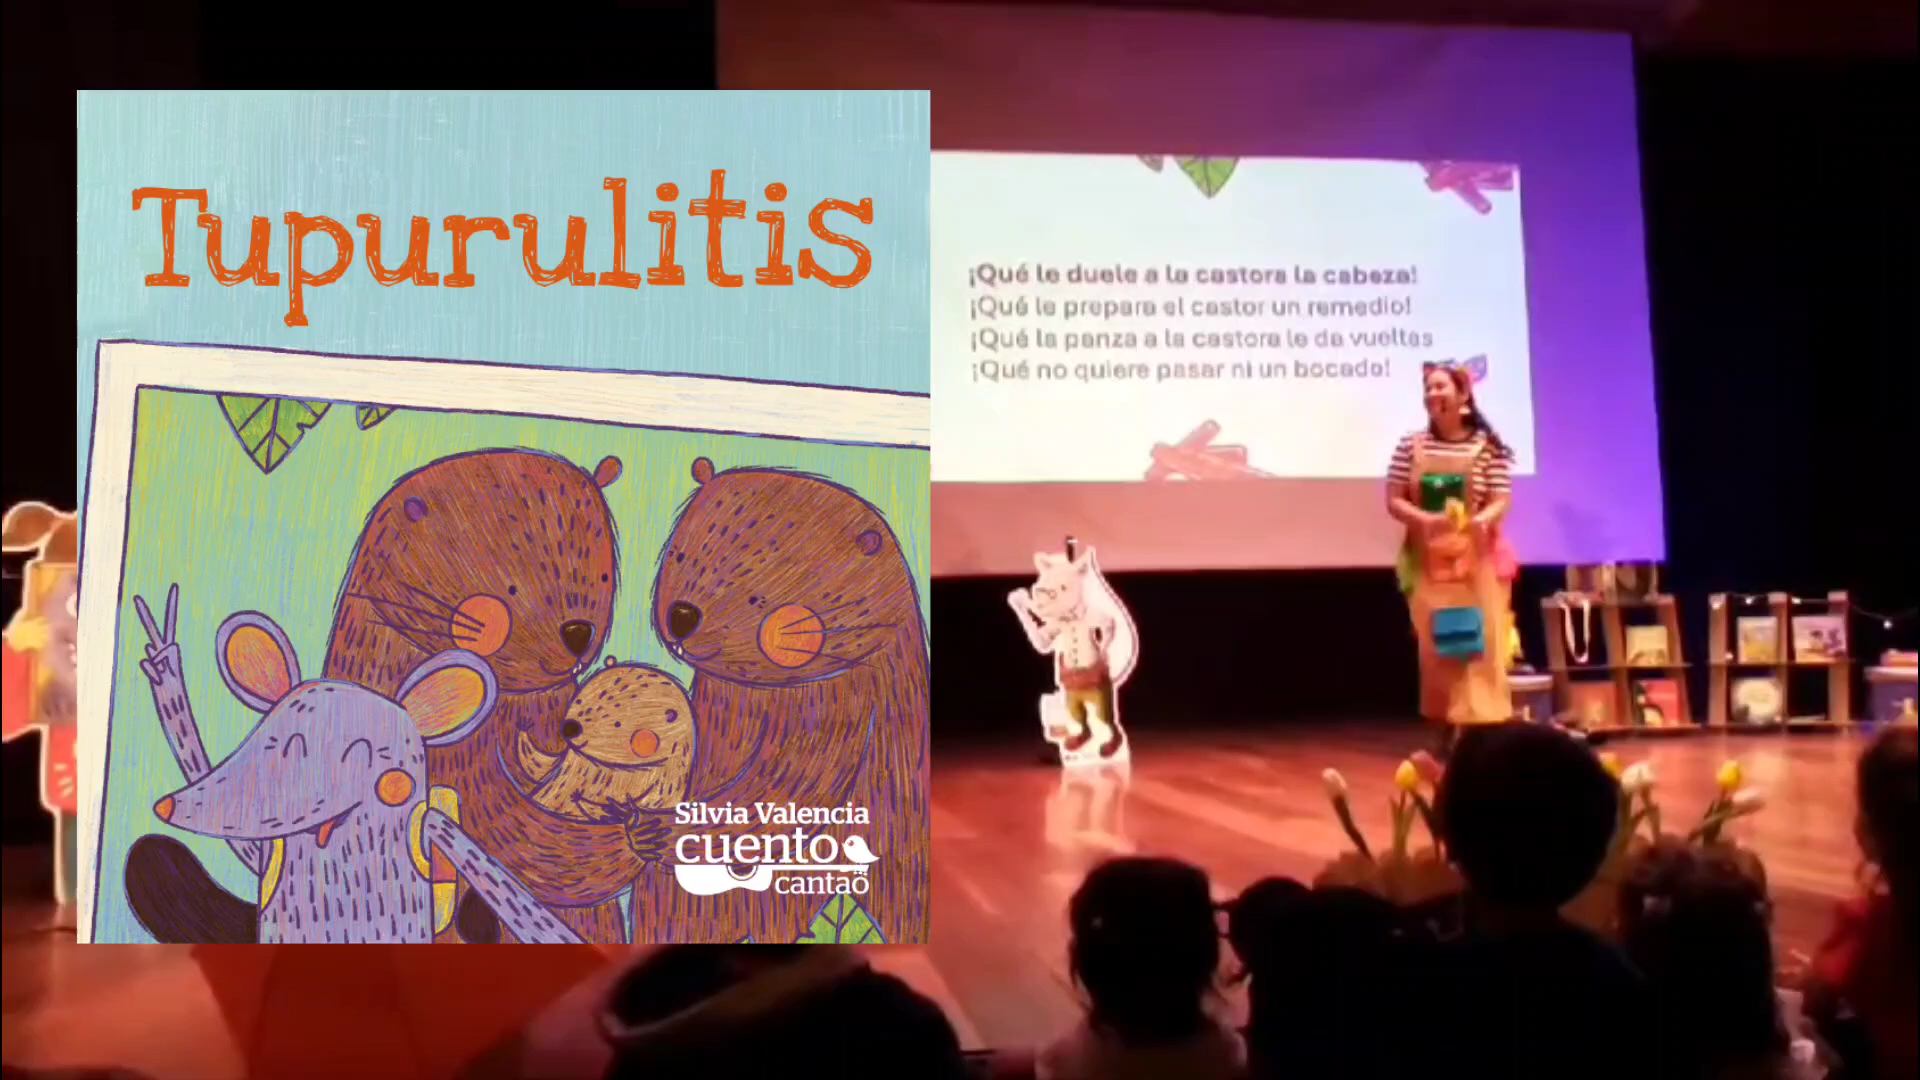 Tupurulitis
Silvia Valencia
cuento
cantao
¡Qué le duele a la castora la cabeza!
¡Qué le prepara el castor un remedio!
¡Qué la panza a la castora le da vueltas
¡Qué no quiere pasar ni un bocado!